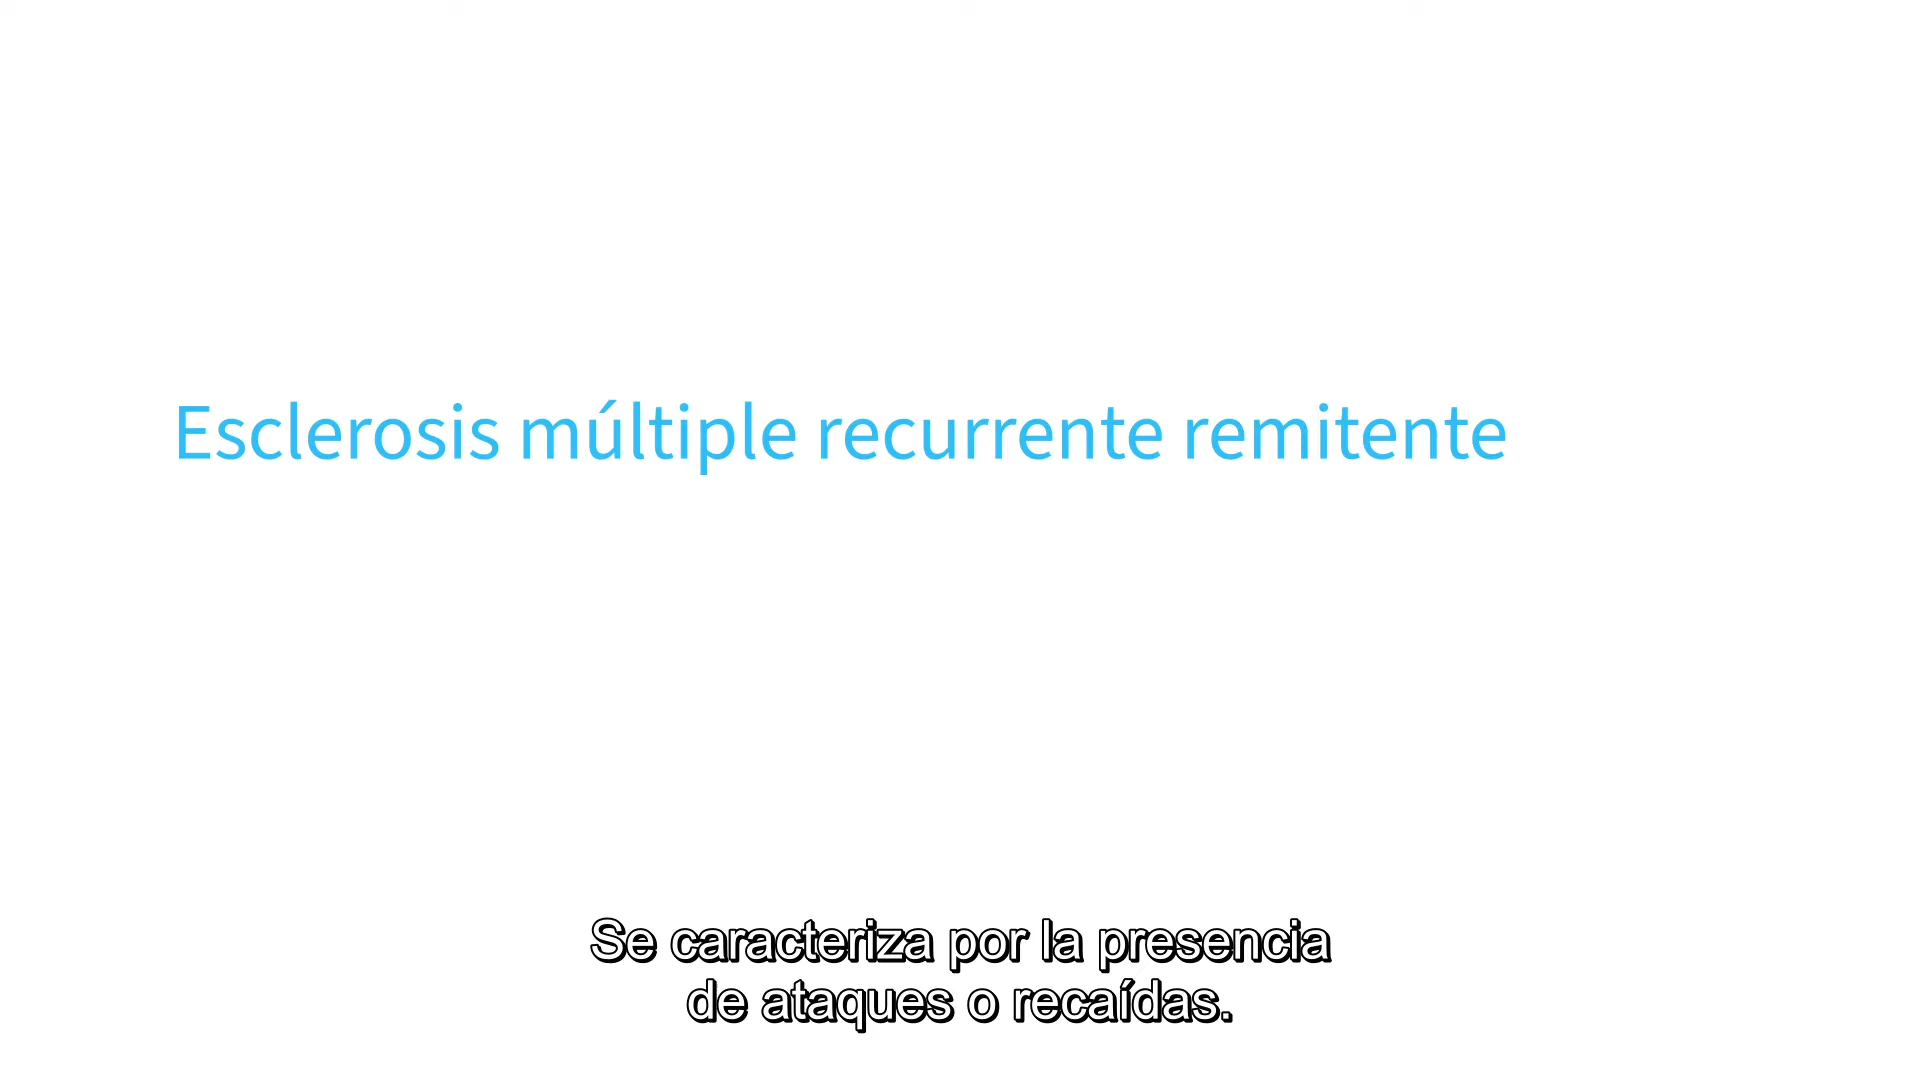 Esclerosis múltiple recurrente remitente
Se caracteriza por la presencia
de ataques o recaídas.